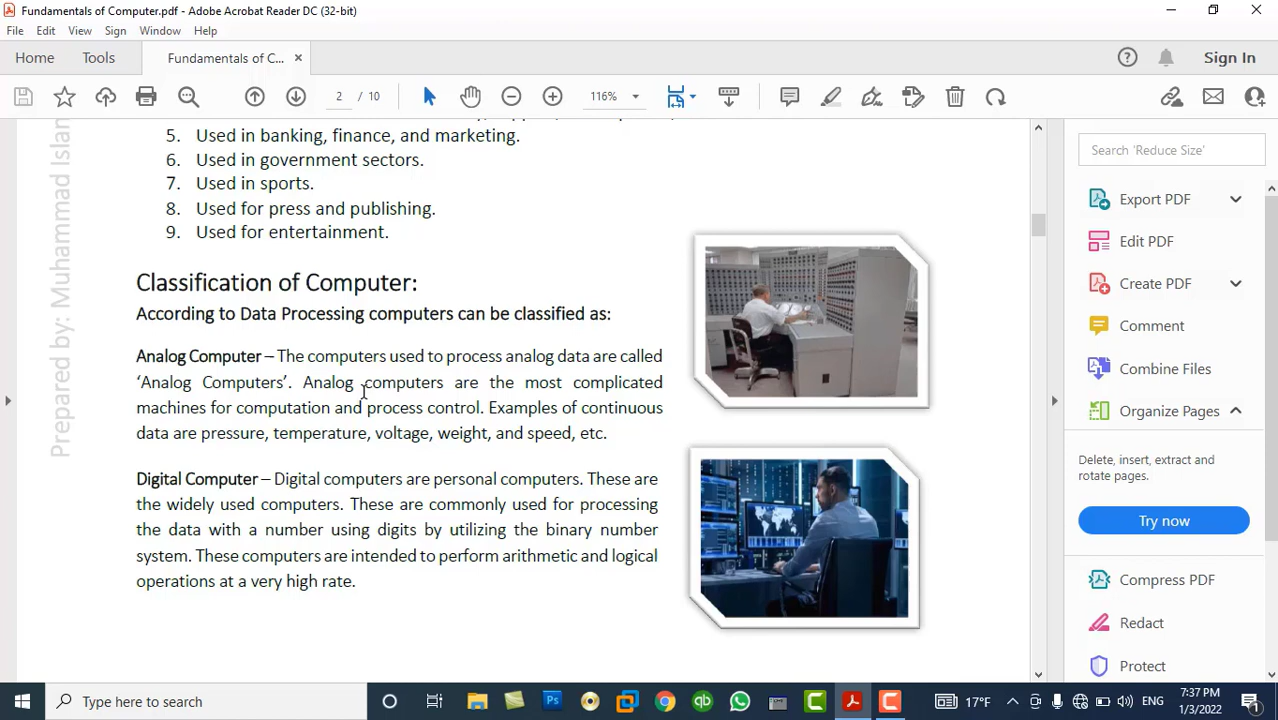 Fundamentals of Computer.pdf - Adobe Acrobat Reader DC (32-bit)
File Edit View Sign Window Help
Home Tools Fundamentals of C... ×
Sign In
2 / 10 116%
5. Used in banking, finance, and marketing.
6. Used in government sectors.
7. Used in sports.
8. Used for press and publishing.
9. Used for entertainment.
Classification of Computer:
According to Data Processing computers can be classified as:
Analog Computer – The computers used to process analog data are called
‘Analog Computers’. Analog computers are the most complicated
machines for computation and process control. Examples of continuous
data are pressure, temperature, voltage, weight, and speed, etc.
Digital Computer – Digital computers are personal computers. These are
the widely used computers. These are commonly used for processing
the data with a number using digits by utilizing the binary number
system. These computers are intended to perform arithmetic and logical
operations at a very high rate.
Prepared by: Muhammad Islam
Search 'Reduce Size'
Export PDF
Edit PDF
Create PDF
Comment
Combine Files
Organize Pages
Delete, insert, extract and
rotate pages.
Try now
Compress PDF
Redact
Protect
Type here to search
Ps
qb
17°F
ENG
7:37 PM
1/3/2022
1